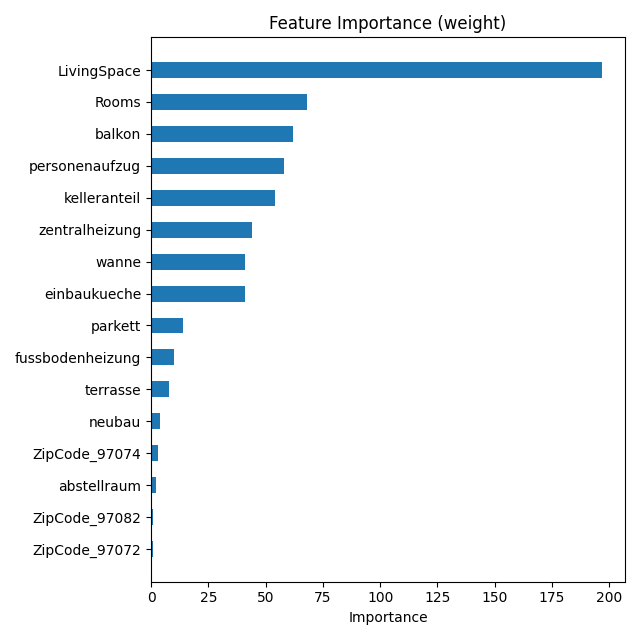 Feature Importance (weight)
LivingSpace
Rooms
balkon
personenaufzug
kelleranteil
zentralheizung
wanne
einbaukueche
parkett
fussbodenheizung
terrasse
neubau
ZipCode_97074
abstellraum
ZipCode_97082
ZipCode_97072
0 25 50 75 100 125 150 175 200
Importance